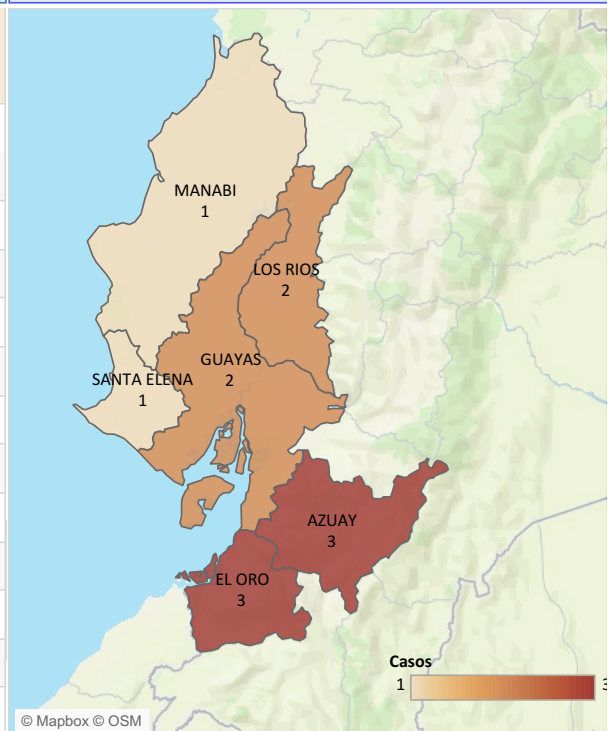 MANABI
1
LOS RIOS
2
GUAYAS
2
SANTA ELENA
1
AZUAY
3
EL ORO
3
Casos
1
3
© Mapbox © OSM